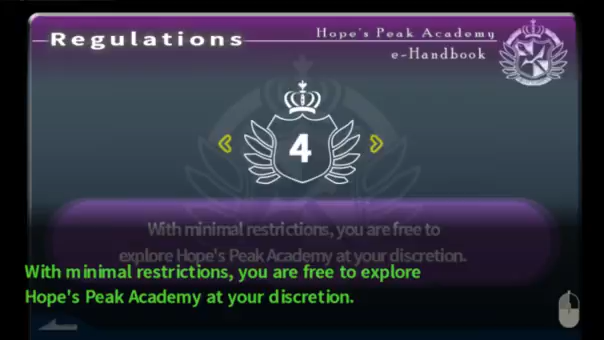 Regulations
Hope's Peak Academy
e-Handbook
4
With minimal restrictions, you are free to
explore Hope's Peak Academy at your discretion.
With minimal restrictions, you are free to explore
Hope's Peak Academy at your discretion.